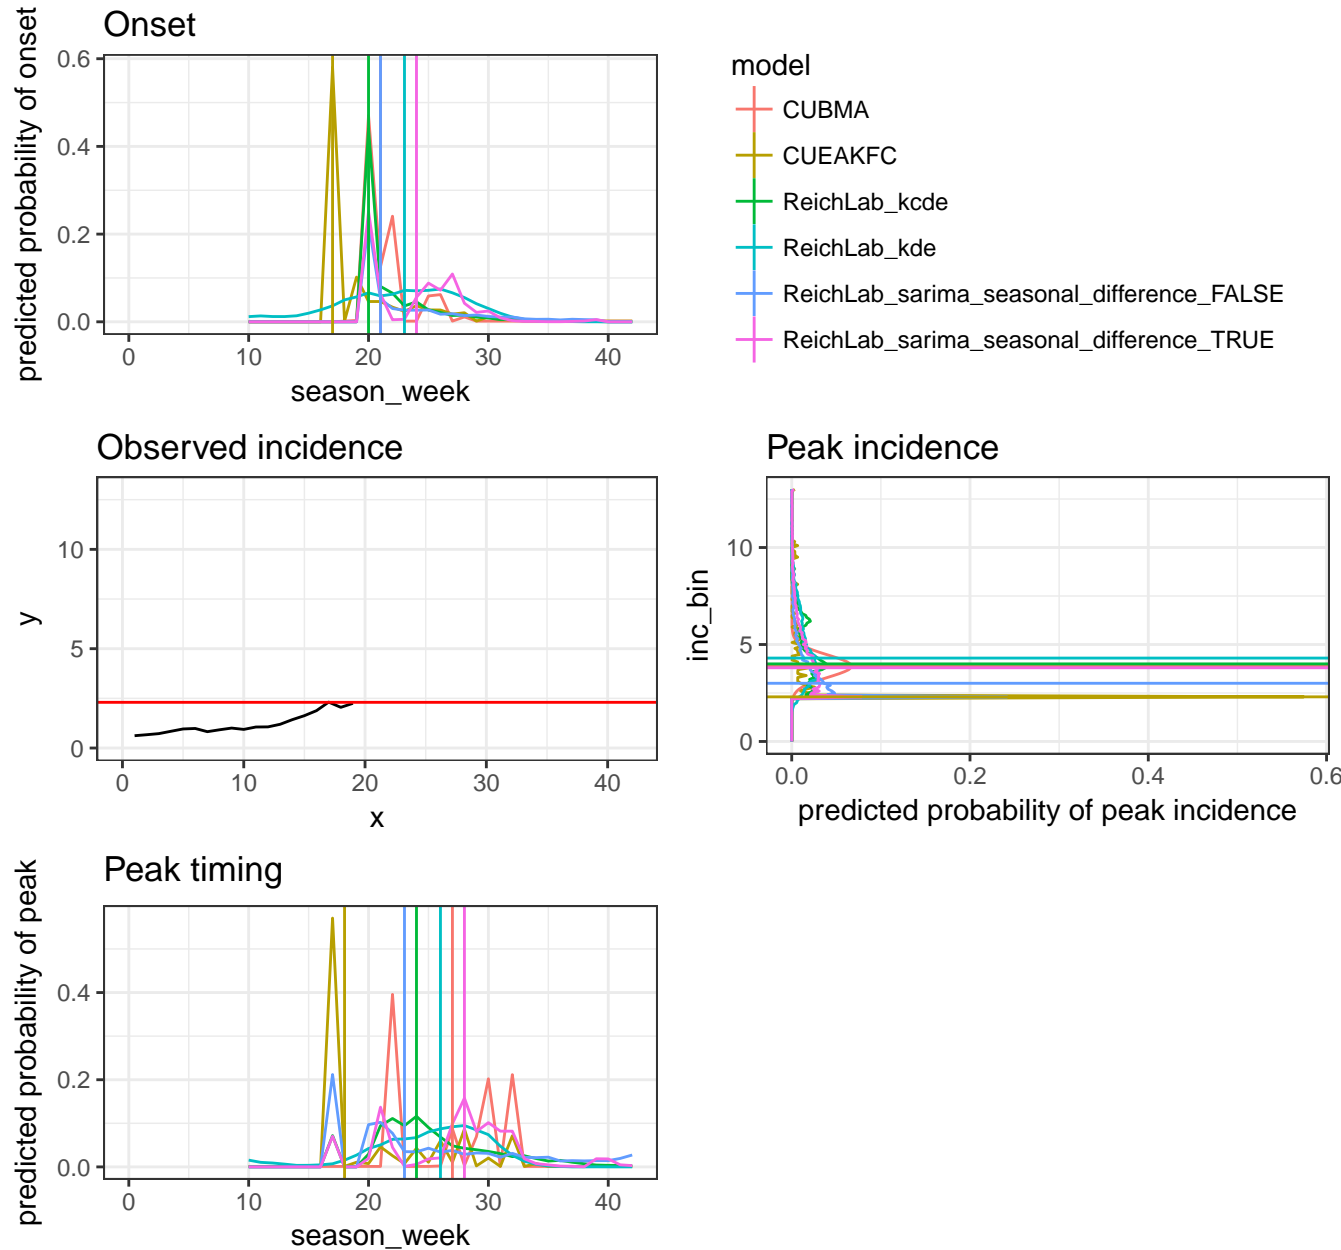 Onset
predicted probability of onset
0.6
0.4
0.2
0.0
0 10 20 30 40
season_week
model
CUBMA
CUEAKFC
ReichLab_kcde
ReichLab_kde
ReichLab_sarima_seasonal_difference_FALSE
ReichLab_sarima_seasonal_difference_TRUE
Observed incidence
y
10
5
0
0 10 20 30 40
x
Peak incidence
inc_bin
10
5
0
0.0 0.2 0.4 0.6
predicted probability of peak incidence
Peak timing
predicted probability of peak
0.4
0.2
0.0
0 10 20 30 40
season_week